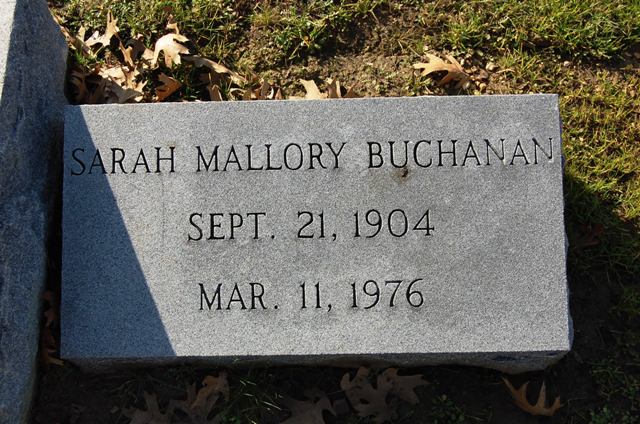 SARAH MALLORY BUCHANAN
SEPT. 21, 1904
MAR. 11, 1976